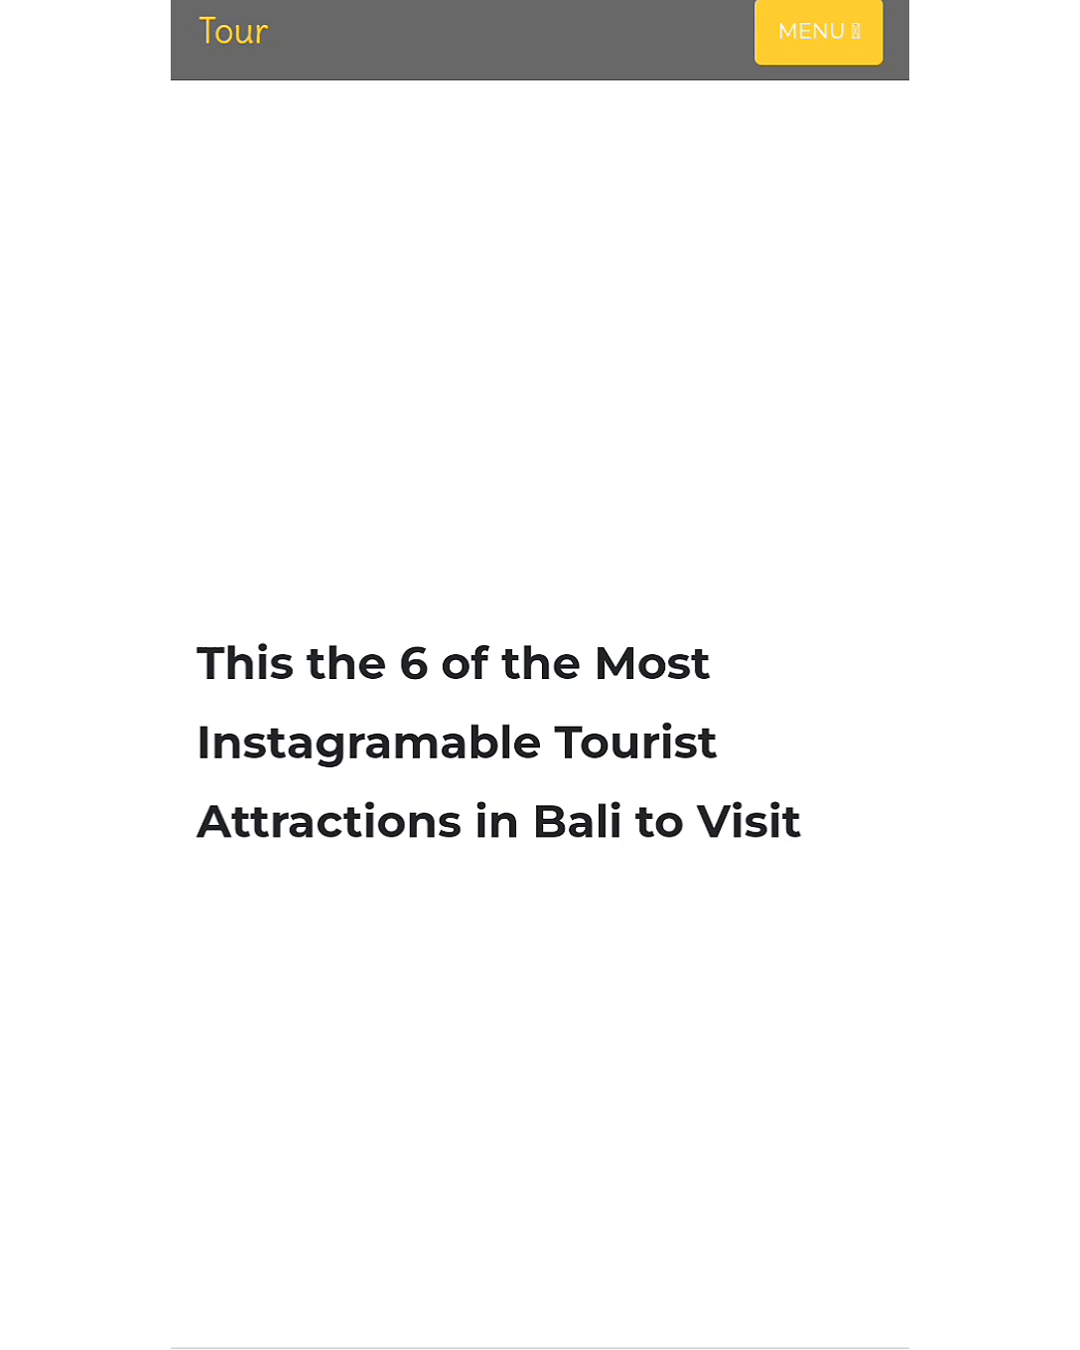 Tour
MENU
This the 6 of the Most
Instagramable Tourist
Attractions in Bali to Visit